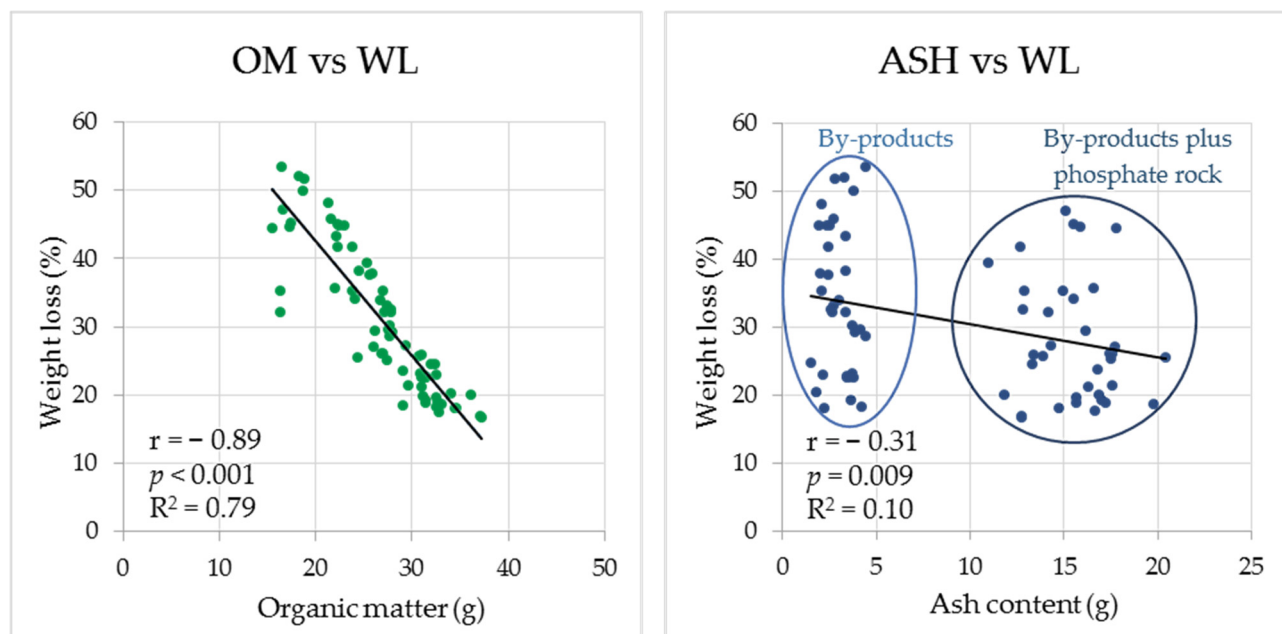 OM vs WL
60
50
40
30
20
10
0
Weight loss (%)
r = − 0.89
p < 0.001
R² = 0.79
0 10 20 30 40 50
Organic matter (g)
ASH vs WL
60
50
40
30
20
10
0
Weight loss (%)
By-products
By-products plus
phosphate rock
r = − 0.31
p = 0.009
R² = 0.10
0 5 10 15 20 25
Ash content (g)